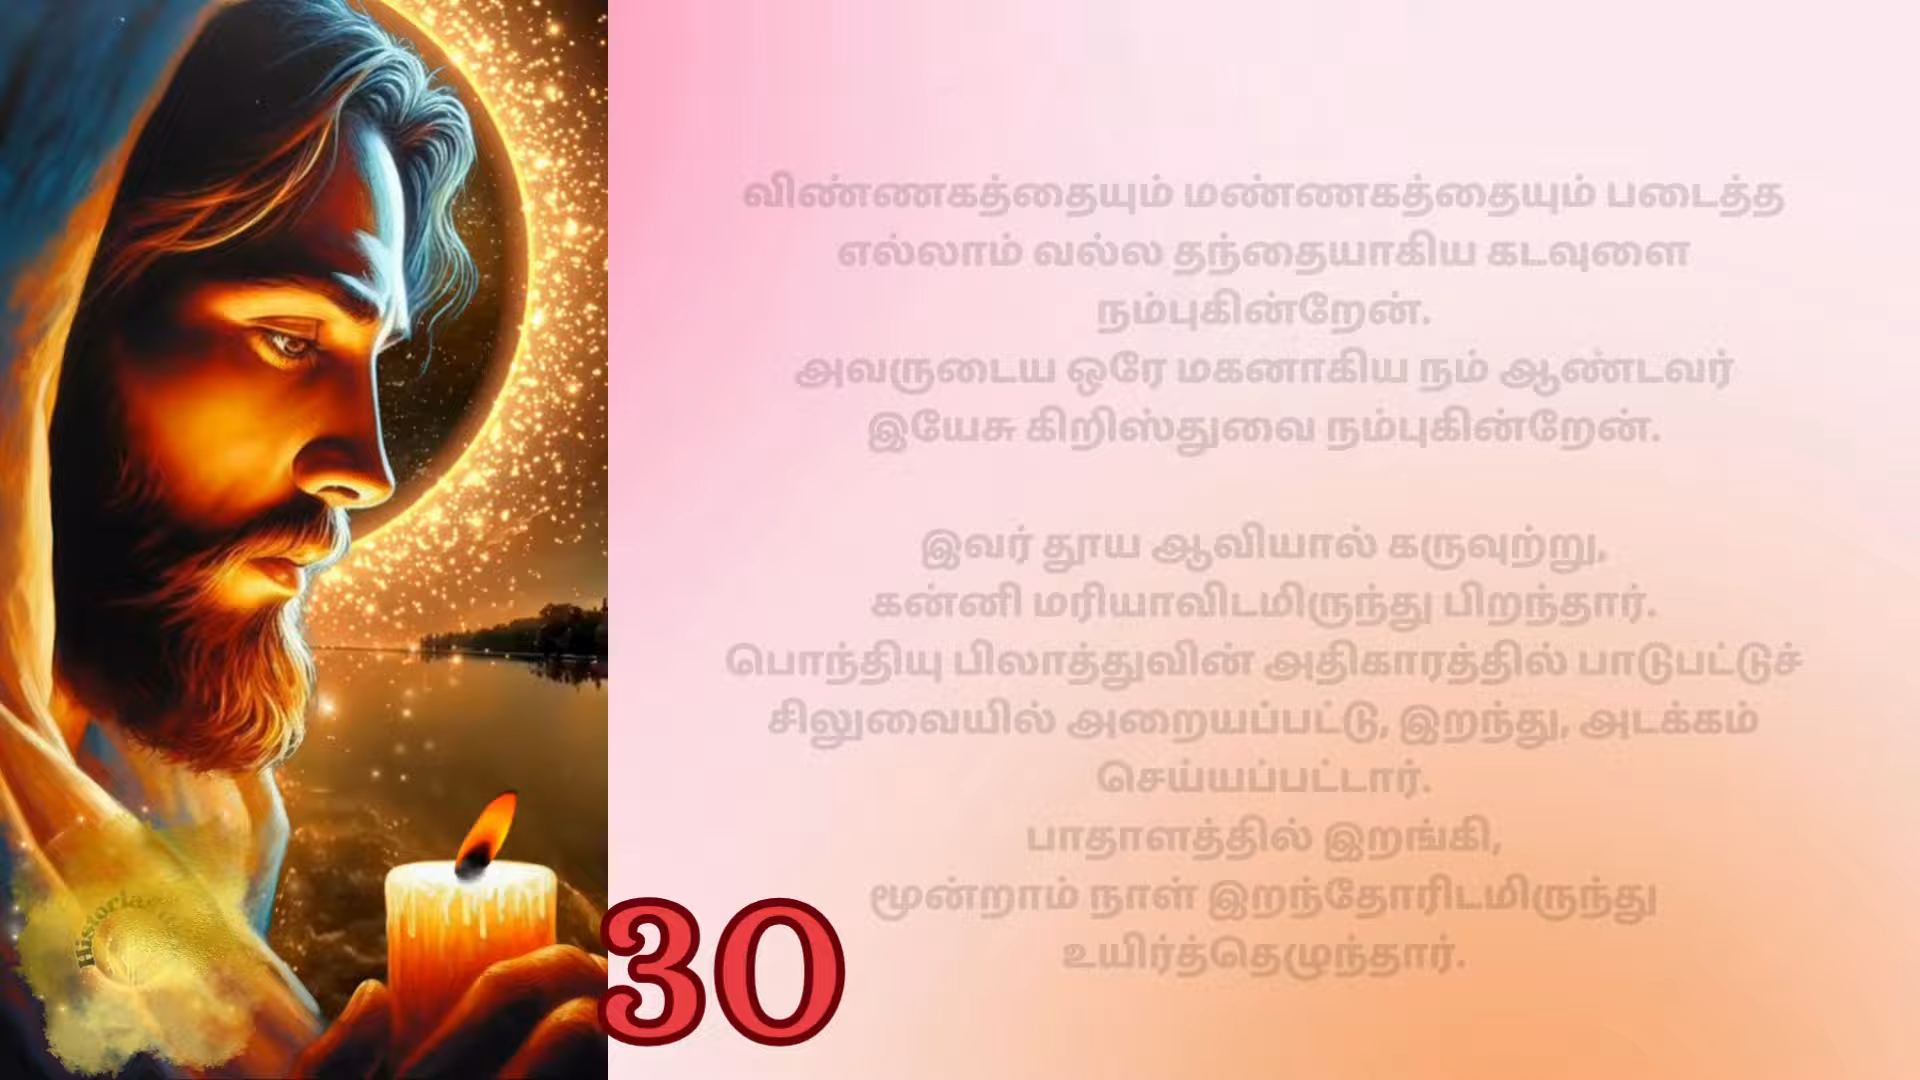 விண்ணகத்தையும் மண்ணகத்தையும் படைத்த
எல்லாம் வல்ல தந்தையாகிய கடவுளை
நம்புகின்றேன்.
அவருடைய ஒரே மகனாகிய நம் ஆண்டவர்
இயேசு கிறிஸ்துவை நம்புகின்றேன்.
இவர் தூய ஆவியால் கருவுற்று,
கன்னி மரியாவிடமிருந்து பிறந்தார்.
பொந்தியு பிலாத்துவின் அதிகாரத்தில் பாடுபட்டுச்
சிலுவையில் அறையப்பட்டு, இறந்து, அடக்கம்
செய்யப்பட்டார்.
பாதாளத்தில் இறங்கி,
மூன்றாம் நாள் இறந்தோரிடமிருந்து
உயிர்த்தெழுந்தார்.
30